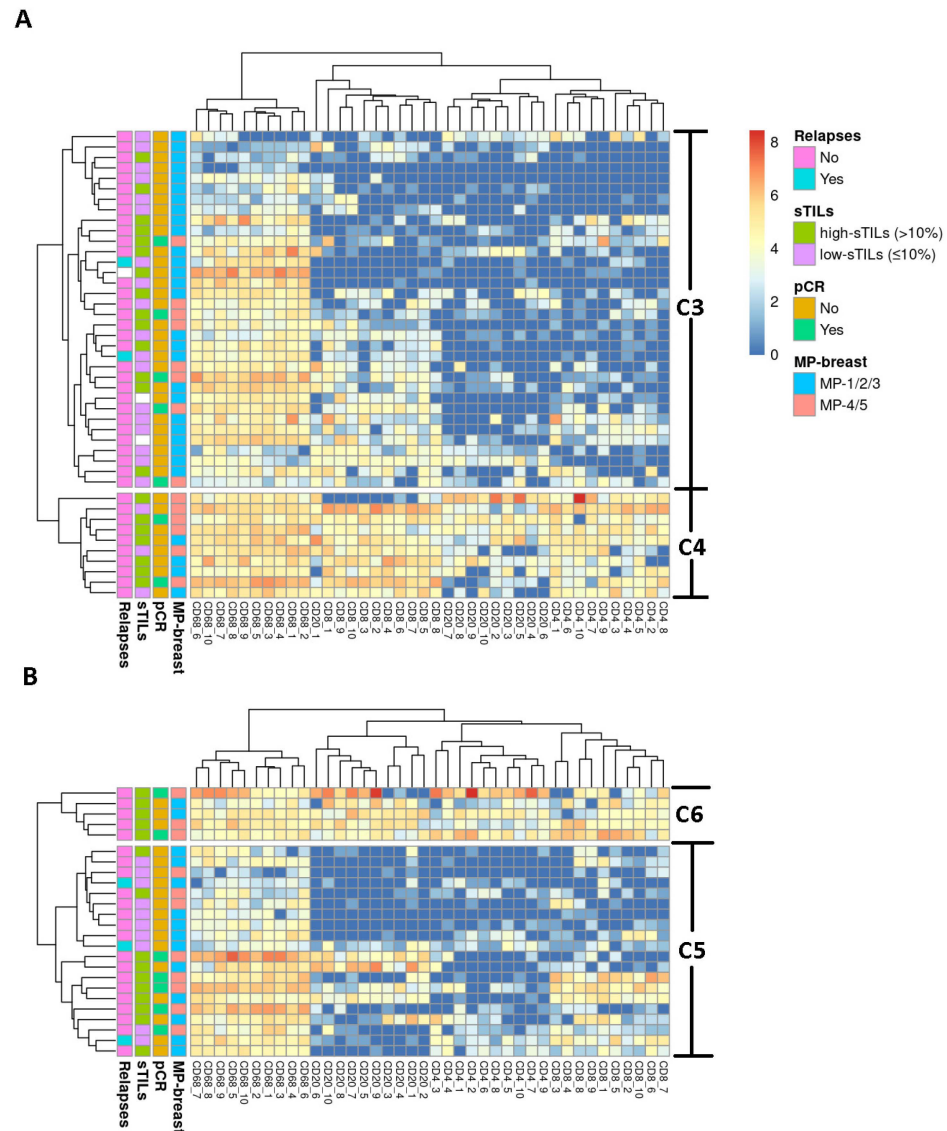 A
C3
C4
CD68_6
CD68_10
CD68_7
CD68_8
CD68_9
CD68_5
CD68_3
CD68_4
CD68_1
CD68_2
CD20_1
CD8_1
CD8_9
CD8_10
CD8_3
CD8_2
CD8_4
CD8_6
CD8_7
CD8_5
CD8_8
CD20_7
CD20_8
CD20_9
CD20_10
CD20_2
CD20_3
CD20_5
CD20_4
CD20_6
CD4_1
CD4_6
CD4_10
CD4_7
CD4_9
CD4_3
CD4_5
CD4_4
CD4_2
CD4_8
Relapses
sTILs
pCR
MP-breast
8
6
4
2
0
Relapses
No
Yes
sTILs
high-sTILs (>10%)
low-sTILs (≤10%)
pCR
No
Yes
MP-breast
MP-1/2/3
MP-4/5
B
C6
C5
CD68_7
CD68_8
CD68_9
CD68_10
CD68_5
CD68_2
CD68_1
CD68_3
CD68_4
CD68_6
CD20_6
CD20_10
CD20_8
CD20_7
CD20_5
CD20_9
CD20_3
CD20_4
CD20_1
CD20_2
CD4_3
CD4_4
CD4_1
CD4_2
CD4_8
CD4_5
CD4_6
CD4_10
CD4_7
CD4_9
CD8_3
CD8_4
CD8_8
CD8_9
CD8_1
CD8_5
CD8_2
CD8_10
CD8_6
CD8_7
Relapses
sTILs
pCR
MP-breast